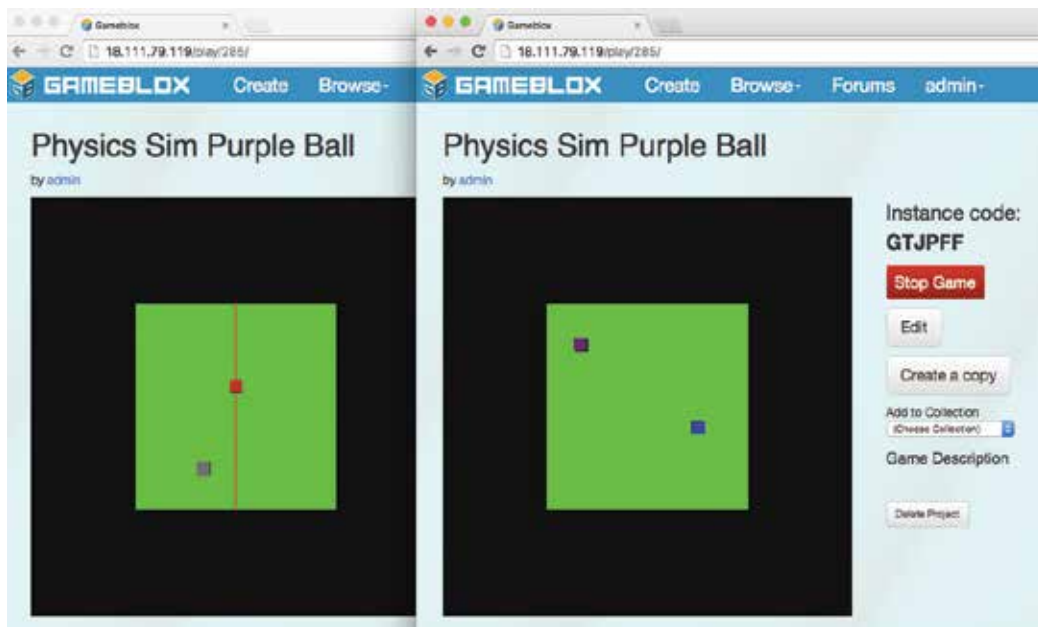 Gameblox
18.111.79.119/play/285/
GAMEBLOX Create Browse-
Physics Sim Purple Ball
by admin
Gameblox
18.111.79.119/play/285/
GAMEBLOX Create Browse- Forums admin-
Physics Sim Purple Ball
by admin
Instance code:
GTJPFF
Stop Game
Edit
Create a copy
Add to Collection
(Choose Collection)
Game Description
Delete Project